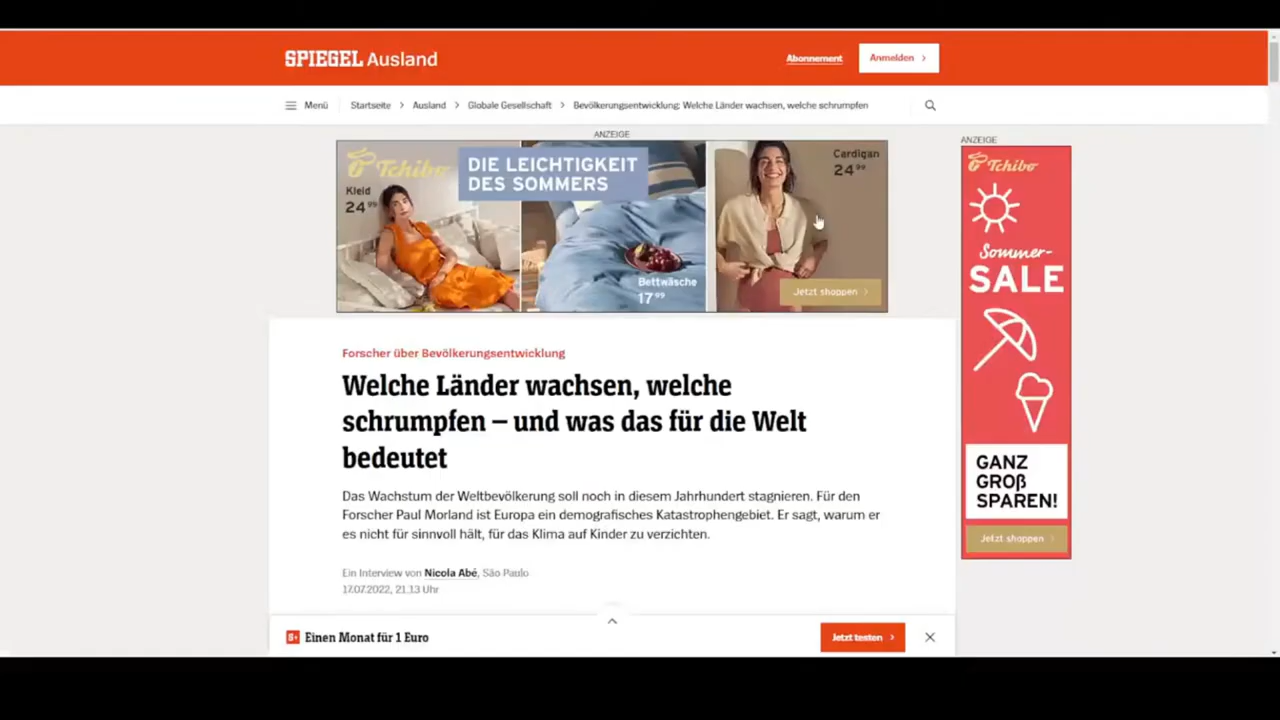 SPIEGEL Ausland
Abonnement
Anmelden
Menü
Startseite
Ausland
Globale Gesellschaft
Bevölkerungsentwicklung: Welche Länder wachsen, welche schrumpfen
ANZEIGE
Tchibo
DIE LEICHTIGKEIT
DES SOMMERS
Kleid
24 99
Bettwäsche
17 99
Cardigan
24 99
Jetzt shoppen
ANZEIGE
Tchibo
Sommer-
SALE
GANZ
GROß
SPAREN!
Jetzt shoppen
Forscher über Bevölkerungsentwicklung
Welche Länder wachsen, welche
schrumpfen – und was das für die Welt
bedeutet
Das Wachstum der Weltbevölkerung soll noch in diesem Jahrhundert stagnieren. Für den
Forscher Paul Morland ist Europa ein demografisches Katastrophengebiet. Er sagt, warum er
es nicht für sinnvoll hält, für das Klima auf Kinder zu verzichten.
Ein Interview von Nicola Abé, São Paulo
17.07.2022, 21.13 Uhr
S+ Einen Monat für 1 Euro
Jetzt testen